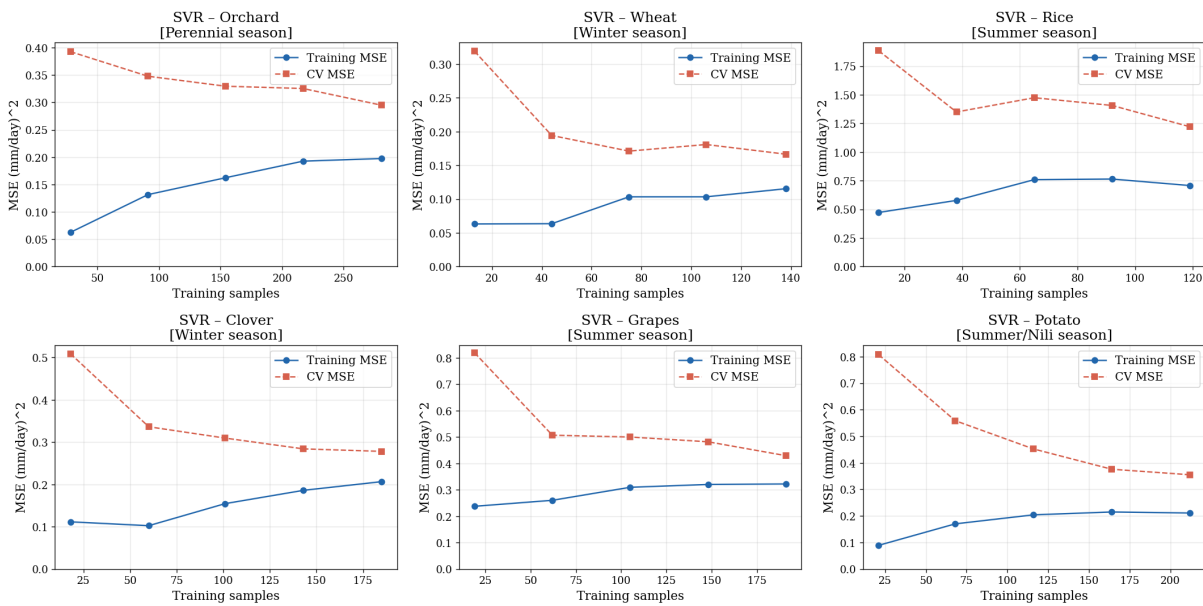 SVR – Orchard
[Perennial season]
MSE (mm/day)^2
0.40
0.35
0.30
0.25
0.20
0.15
0.10
0.05
0.00
Training MSE
CV MSE
50
100
150
200
250
Training samples
SVR – Wheat
[Winter season]
MSE (mm/day)^2
0.30
0.25
0.20
0.15
0.10
0.05
0.00
Training MSE
CV MSE
20
40
60
80
100
120
140
Training samples
SVR – Rice
[Summer season]
MSE (mm/day)^2
1.75
1.50
1.25
1.00
0.75
0.50
0.25
0.00
Training MSE
CV MSE
20
40
60
80
100
120
Training samples
SVR – Clover
[Winter season]
MSE (mm/day)^2
0.5
0.4
0.3
0.2
0.1
0.0
Training MSE
CV MSE
25
50
75
100
125
150
175
Training samples
SVR – Grapes
[Summer season]
MSE (mm/day)^2
0.8
0.6
0.4
0.2
0.0
Training MSE
CV MSE
25
50
75
100
125
150
175
Training samples
SVR – Potato
[Summer/Nili season]
MSE (mm/day)^2
0.8
0.7
0.6
0.5
0.4
0.3
0.2
0.1
0.0
Training MSE
CV MSE
25
50
75
100
125
150
175
200
Training samples